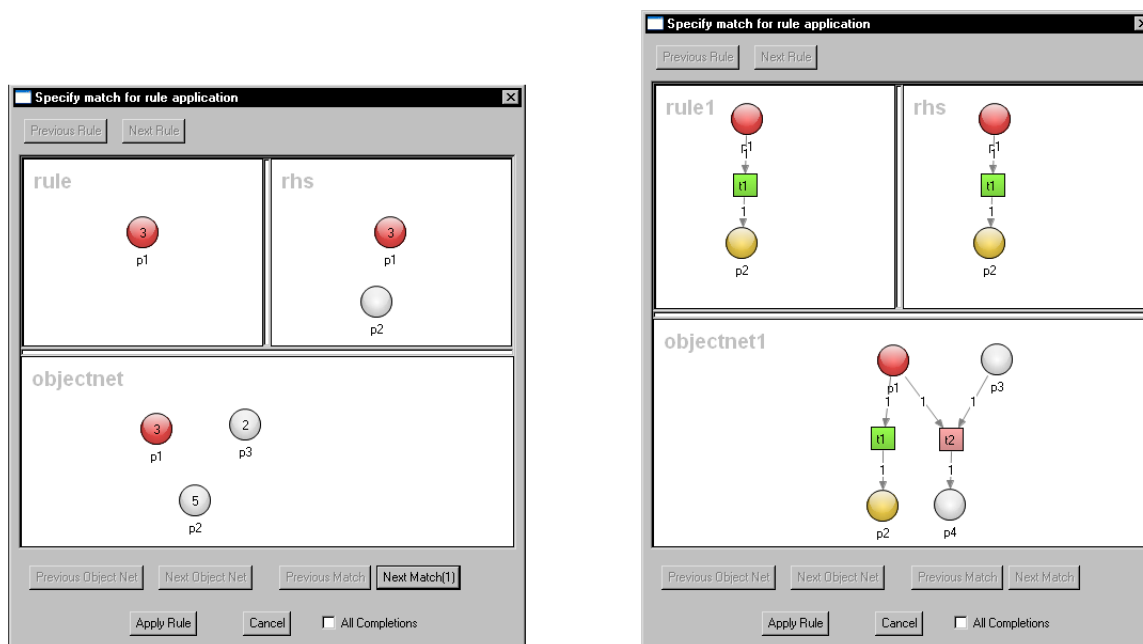 Specify match for rule application
Previous Rule Next Rule
rule
3
p1
rhs
3
p1
p2
objectnet
3
p1
2
p3
5
p2
Previous Object Net Next Object Net Previous Match Next Match(1)
Apply Rule Cancel All Completions
Specify match for rule application
Previous Rule Next Rule
rule1
p1
1
t1
1
p2
rhs
p1
1
t1
1
p2
objectnet1
p1
p3
1 1 1
t1 t2
1 1
p2 p4
Previous Object Net Next Object Net Previous Match Next Match
Apply Rule Cancel All Completions